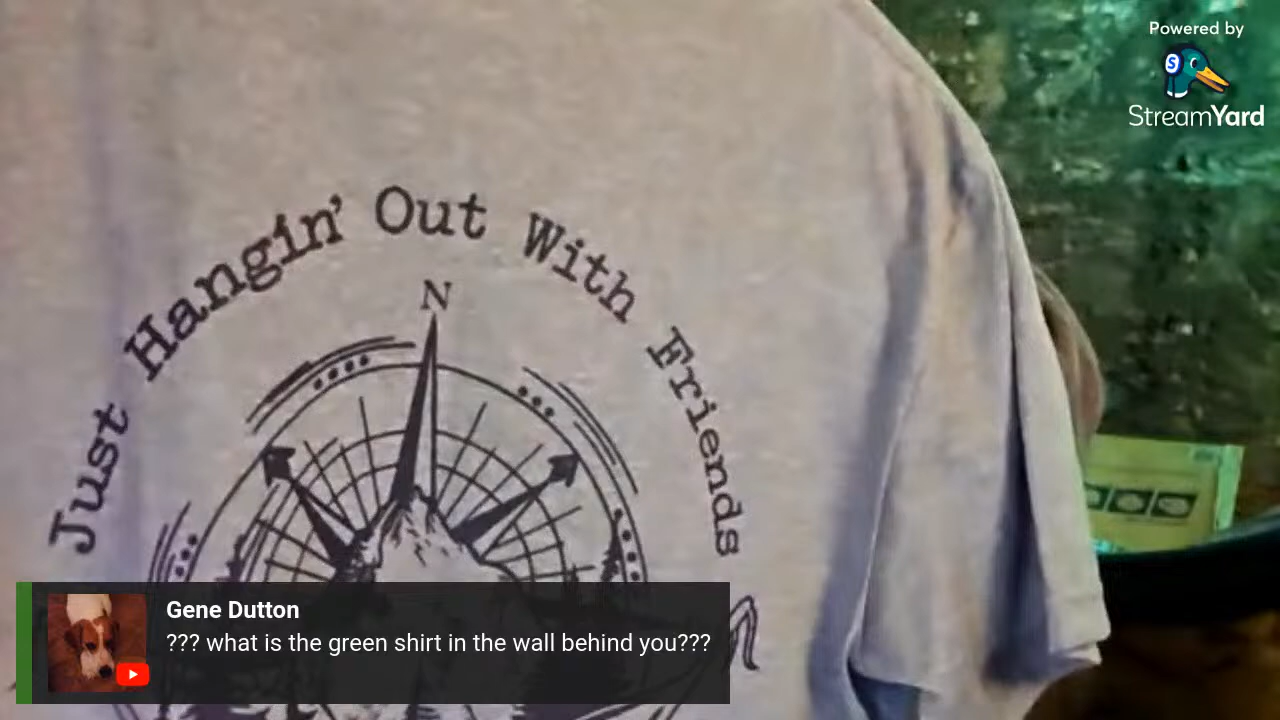 Powered by
StreamYard
Just Hangin' Out With Friends
N
Gene Dutton
??? what is the green shirt in the wall behind you???